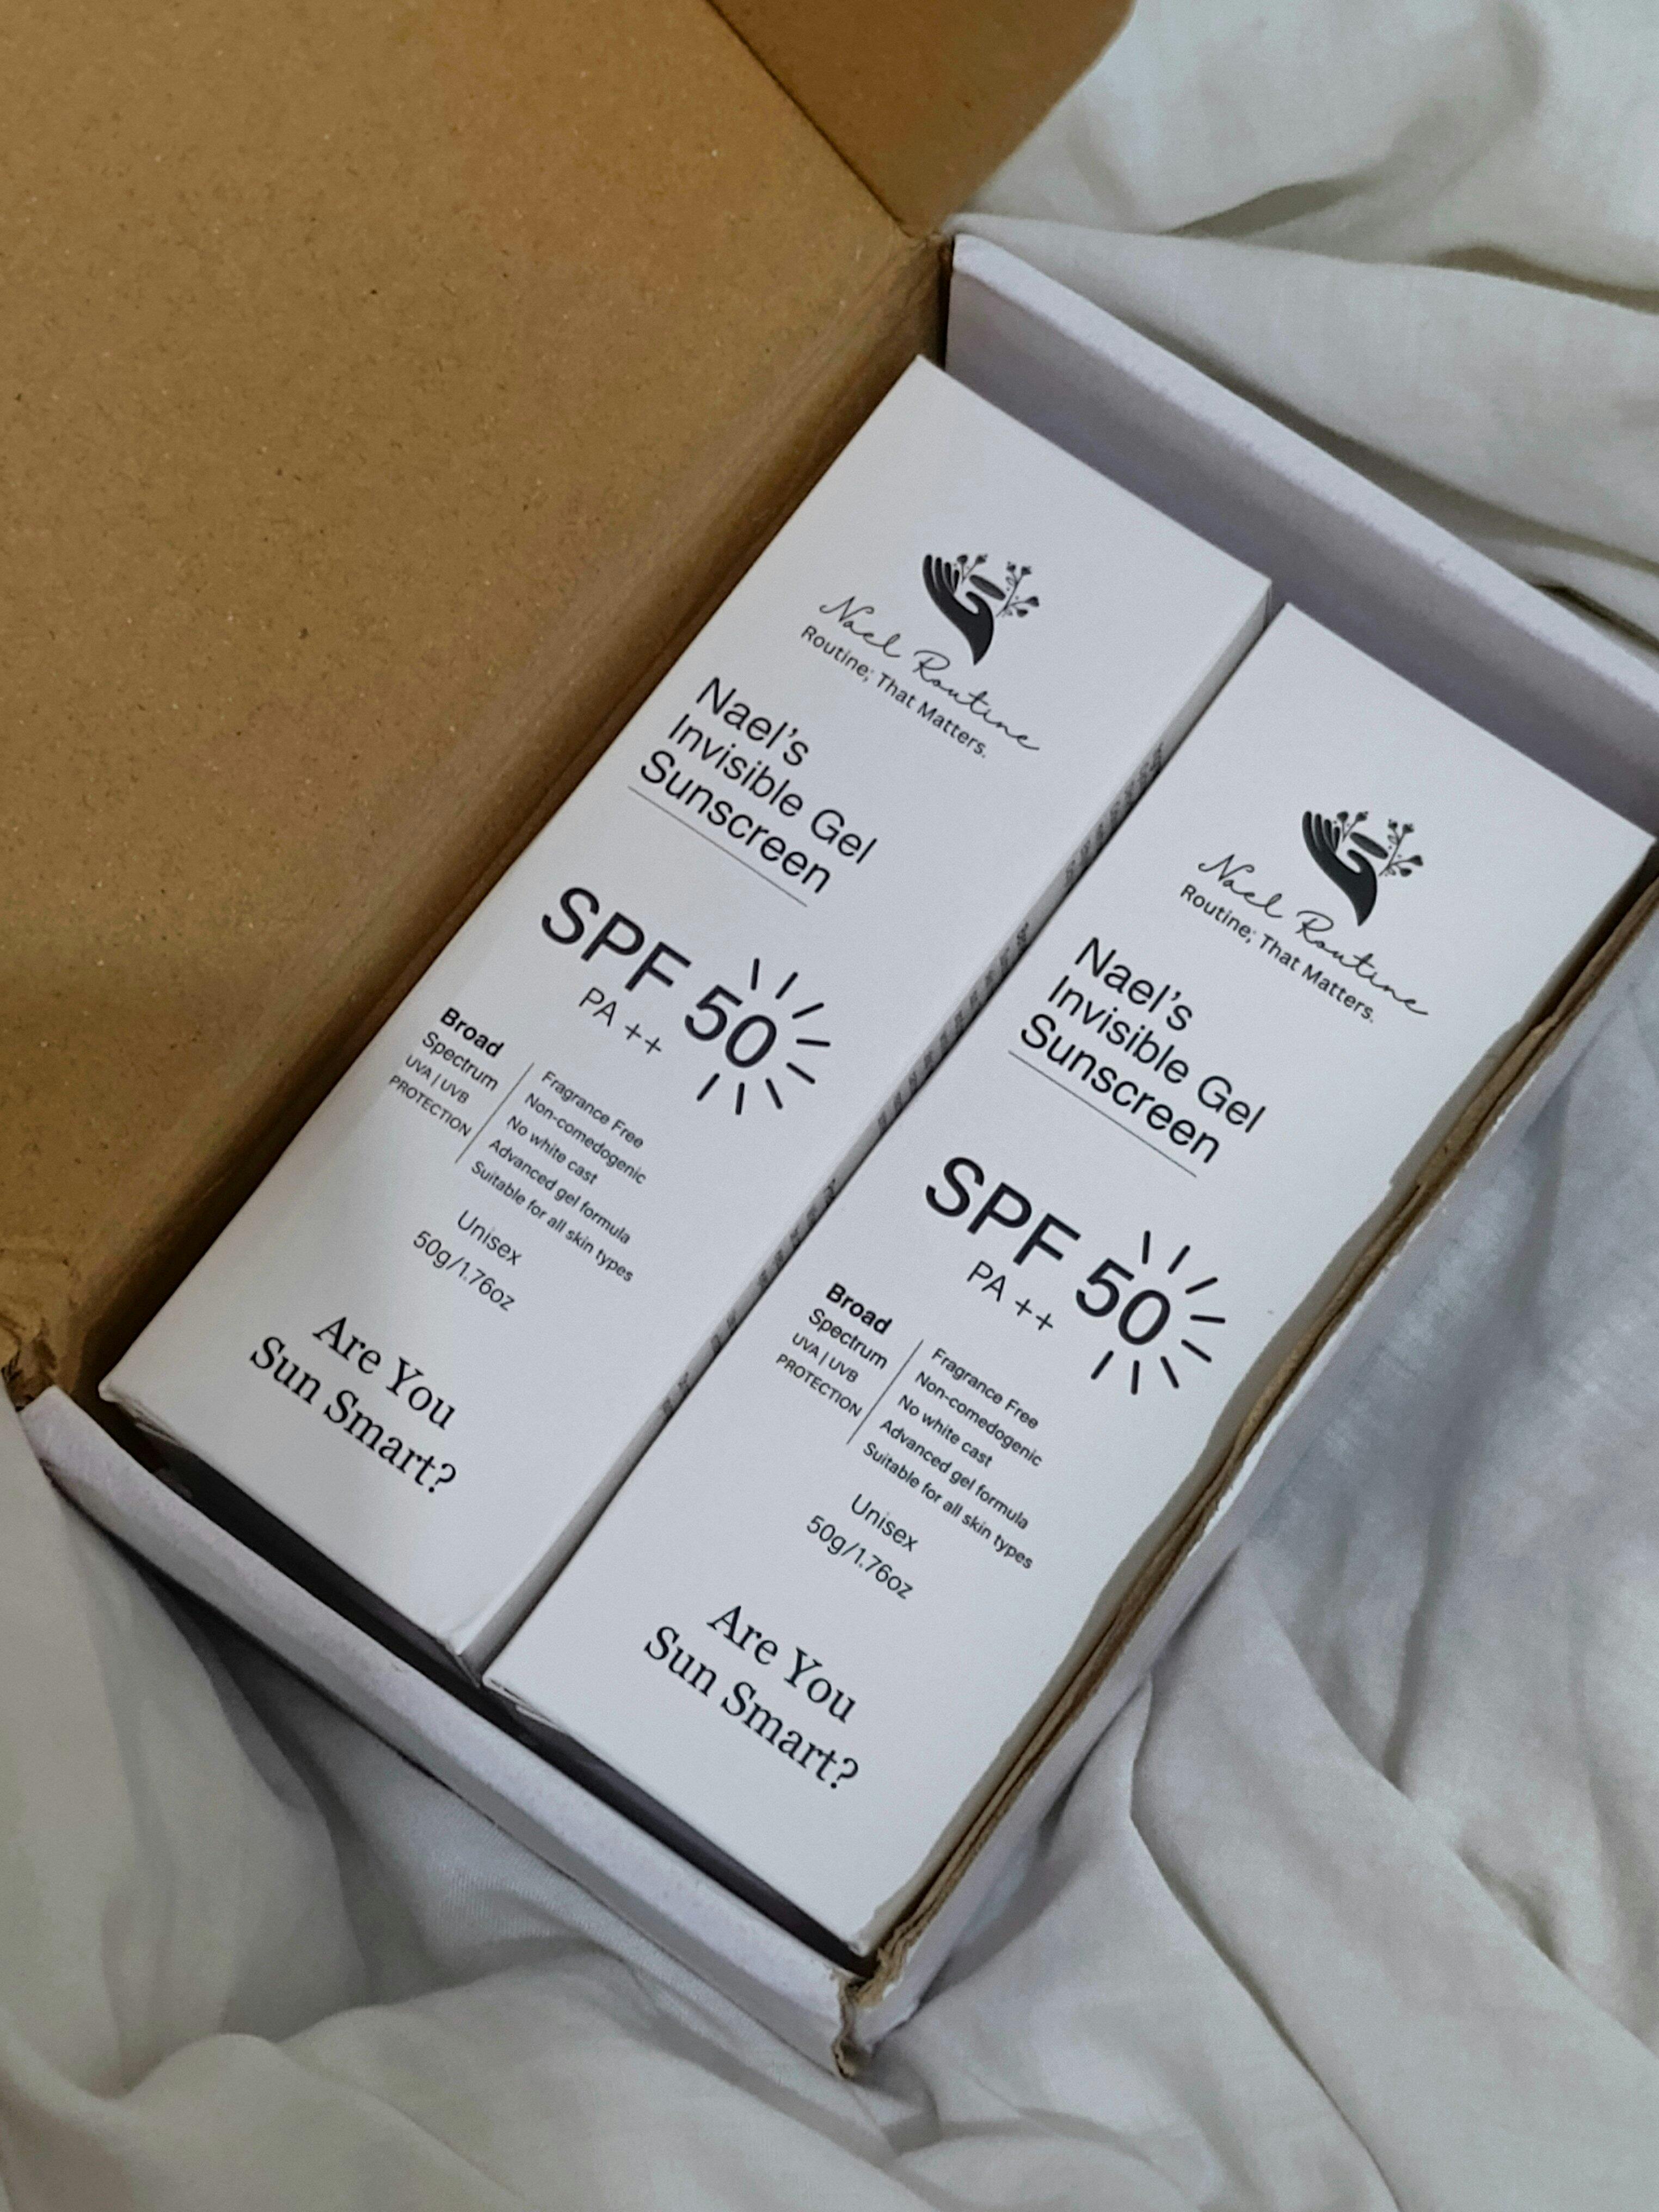 Nael Routine
Routine; That Matters.
Nael's
Invisible Gel
Sunscreen
SPF 50
PA ++
Broad
Spectrum
UVA | UVB
PROTECTION
Fragrance Free
Non-comedogenic
No white cast
Advanced gel formula
Suitable for all skin types
Unisex
50g/1.76oz
Are You
Sun Smart?
Nael Routine
Routine; That Matters.
Nael's
Invisible Gel
Sunscreen
SPF 50
PA ++
Broad
Spectrum
UVA | UVB
PROTECTION
Fragrance Free
Non-comedogenic
No white cast
Advanced gel formula
Suitable for all skin types
Unisex
50g/1.76oz
Are You
Sun Smart?